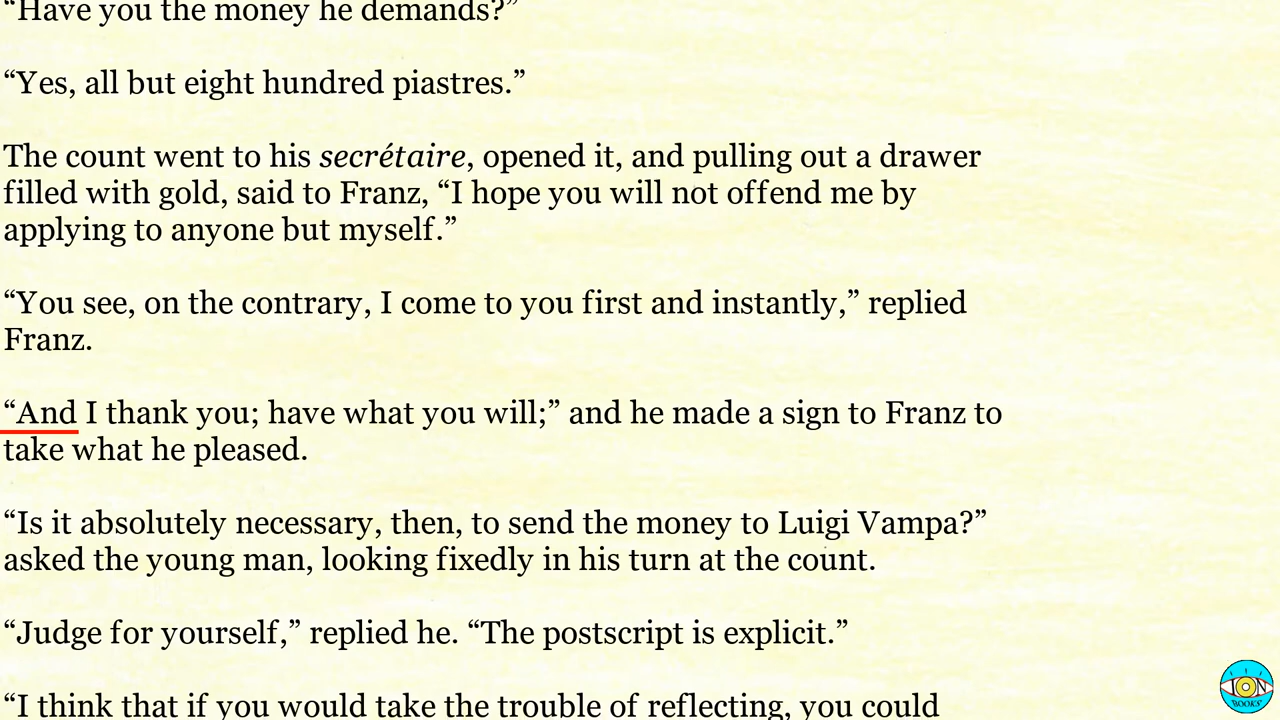 “Have you the money he demands?”
“Yes, all but eight hundred piastres.”
The count went to his secrétaire, opened it, and pulling out a drawer
filled with gold, said to Franz, “I hope you will not offend me by
applying to anyone but myself.”
“You see, on the contrary, I come to you first and instantly,” replied
Franz.
“And I thank you; have what you will;” and he made a sign to Franz to
take what he pleased.
“Is it absolutely necessary, then, to send the money to Luigi Vampa?”
asked the young man, looking fixedly in his turn at the count.
“Judge for yourself,” replied he. “The postscript is explicit.”
“I think that if you would take the trouble of reflecting, you could
ION
BOOKS